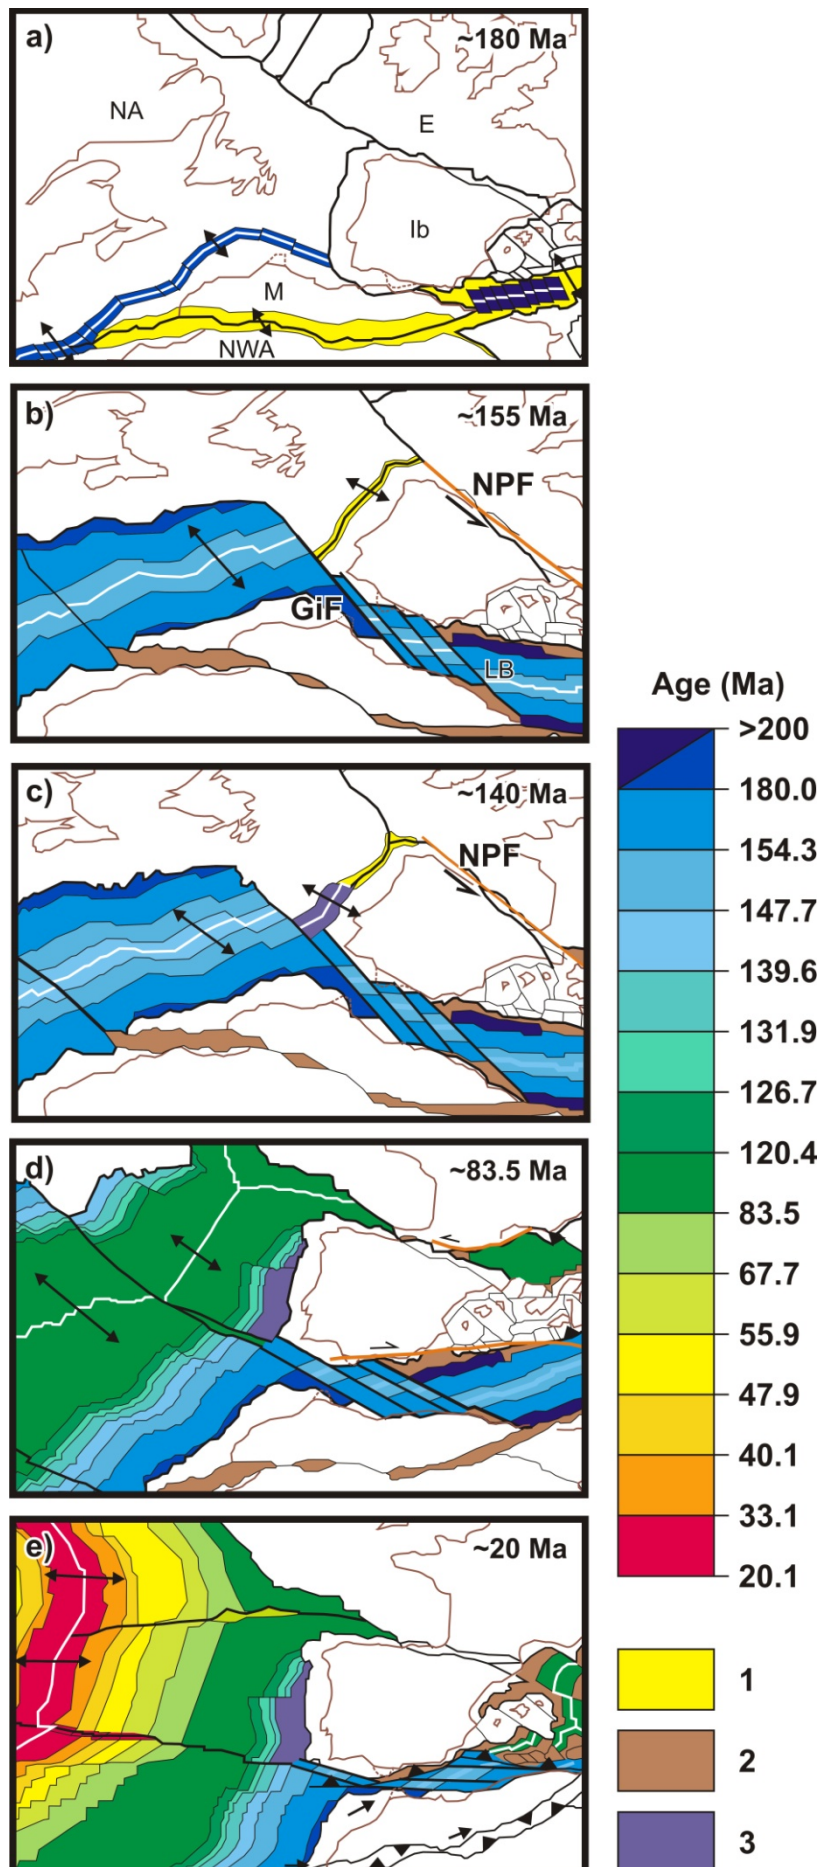 a)
~180 Ma
NA
E
Ib
M
NWA
b)
~155 Ma
NPF
GiF
LB
c)
~140 Ma
NPF
d)
~83.5 Ma
e)
~20 Ma
Age (Ma)
>200
180.0
154.3
147.7
139.6
131.9
126.7
120.4
83.5
67.7
55.9
47.9
40.1
33.1
20.1
1
2
3